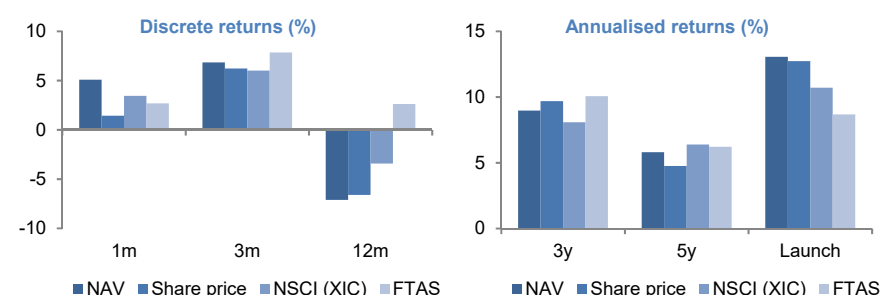 Discrete returns (%)
10
5
0
-5
-10
1m 3m 12m
NAV Share price NSCI (XIC) FTAS
Annualised returns (%)
15
10
5
0
3y 5y Launch
NAV Share price NSCI (XIC) FTAS